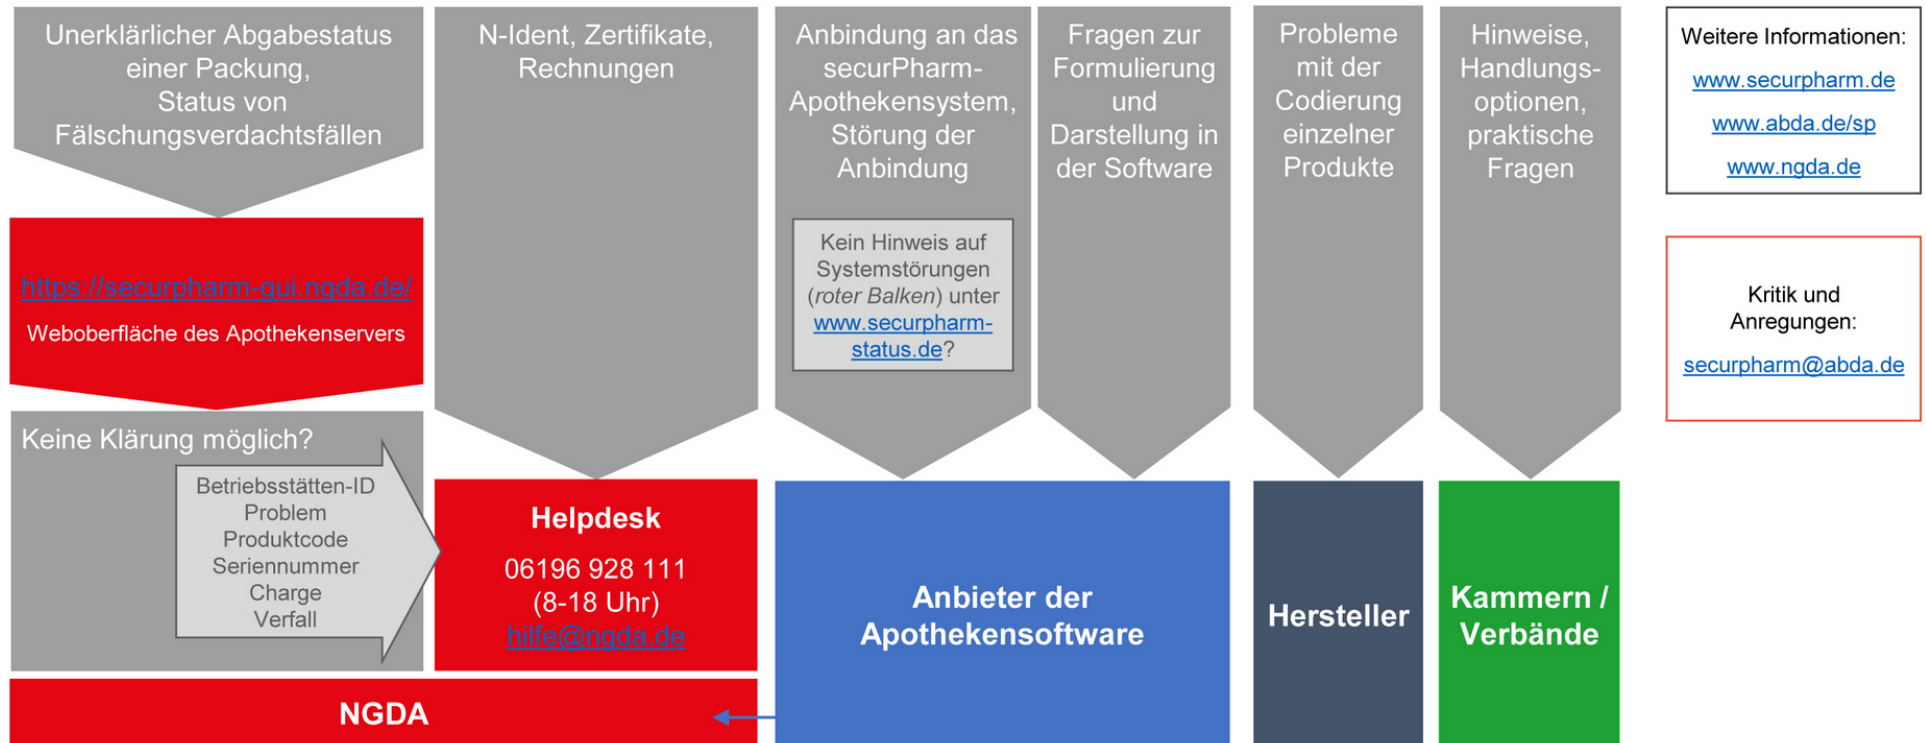 Unerklärlicher Abgabestatus
einer Packung,
Status von
Fälschungsverdachtsfällen
https://securpharm-gui.ngda.de/
Weboberfläche des Apothekenservers
Keine Klärung möglich?
Betriebsstätten-ID
Problem
Produktcode
Seriennummer
Charge
Verfall
N-Ident, Zertifikate,
Rechnungen
Helpdesk
06196 928 111
(8-18 Uhr)
hilfe@ngda.de
NGDA
Anbindung an das
securPharm-
Apothekensystem,
Störung der
Anbindung
Kein Hinweis auf
Systemstörungen
(roter Balken) unter
www.securpharm-
status.de?
Fragen zur
Formulierung
und
Darstellung in
der Software
Anbieter der
Apothekensoftware
Probleme
mit der
Codierung
einzelner
Produkte
Hersteller
Hinweise,
Handlungs-
optionen,
praktische
Fragen
Kammern /
Verbände
Weitere Informationen:
www.securpharm.de
www.abda.de/sp
www.ngda.de
Kritik und
Anregungen:
securpharm@abda.de